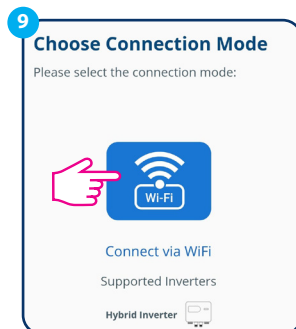 9
Choose Connection Mode
Please select the connection mode:
Wi-Fi
Connect via WiFi
Supported Inverters
Hybrid Inverter